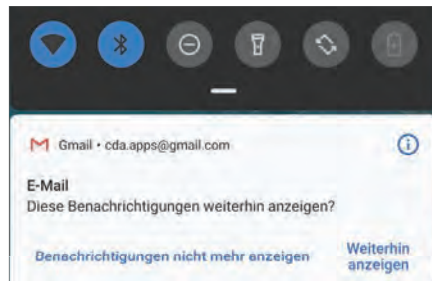 Gmail • cda.apps@gmail.com
E-Mail
Diese Benachrichtigungen weiterhin anzeigen?
Benachrichtigungen nicht mehr anzeigen
Weiterhin
anzeigen